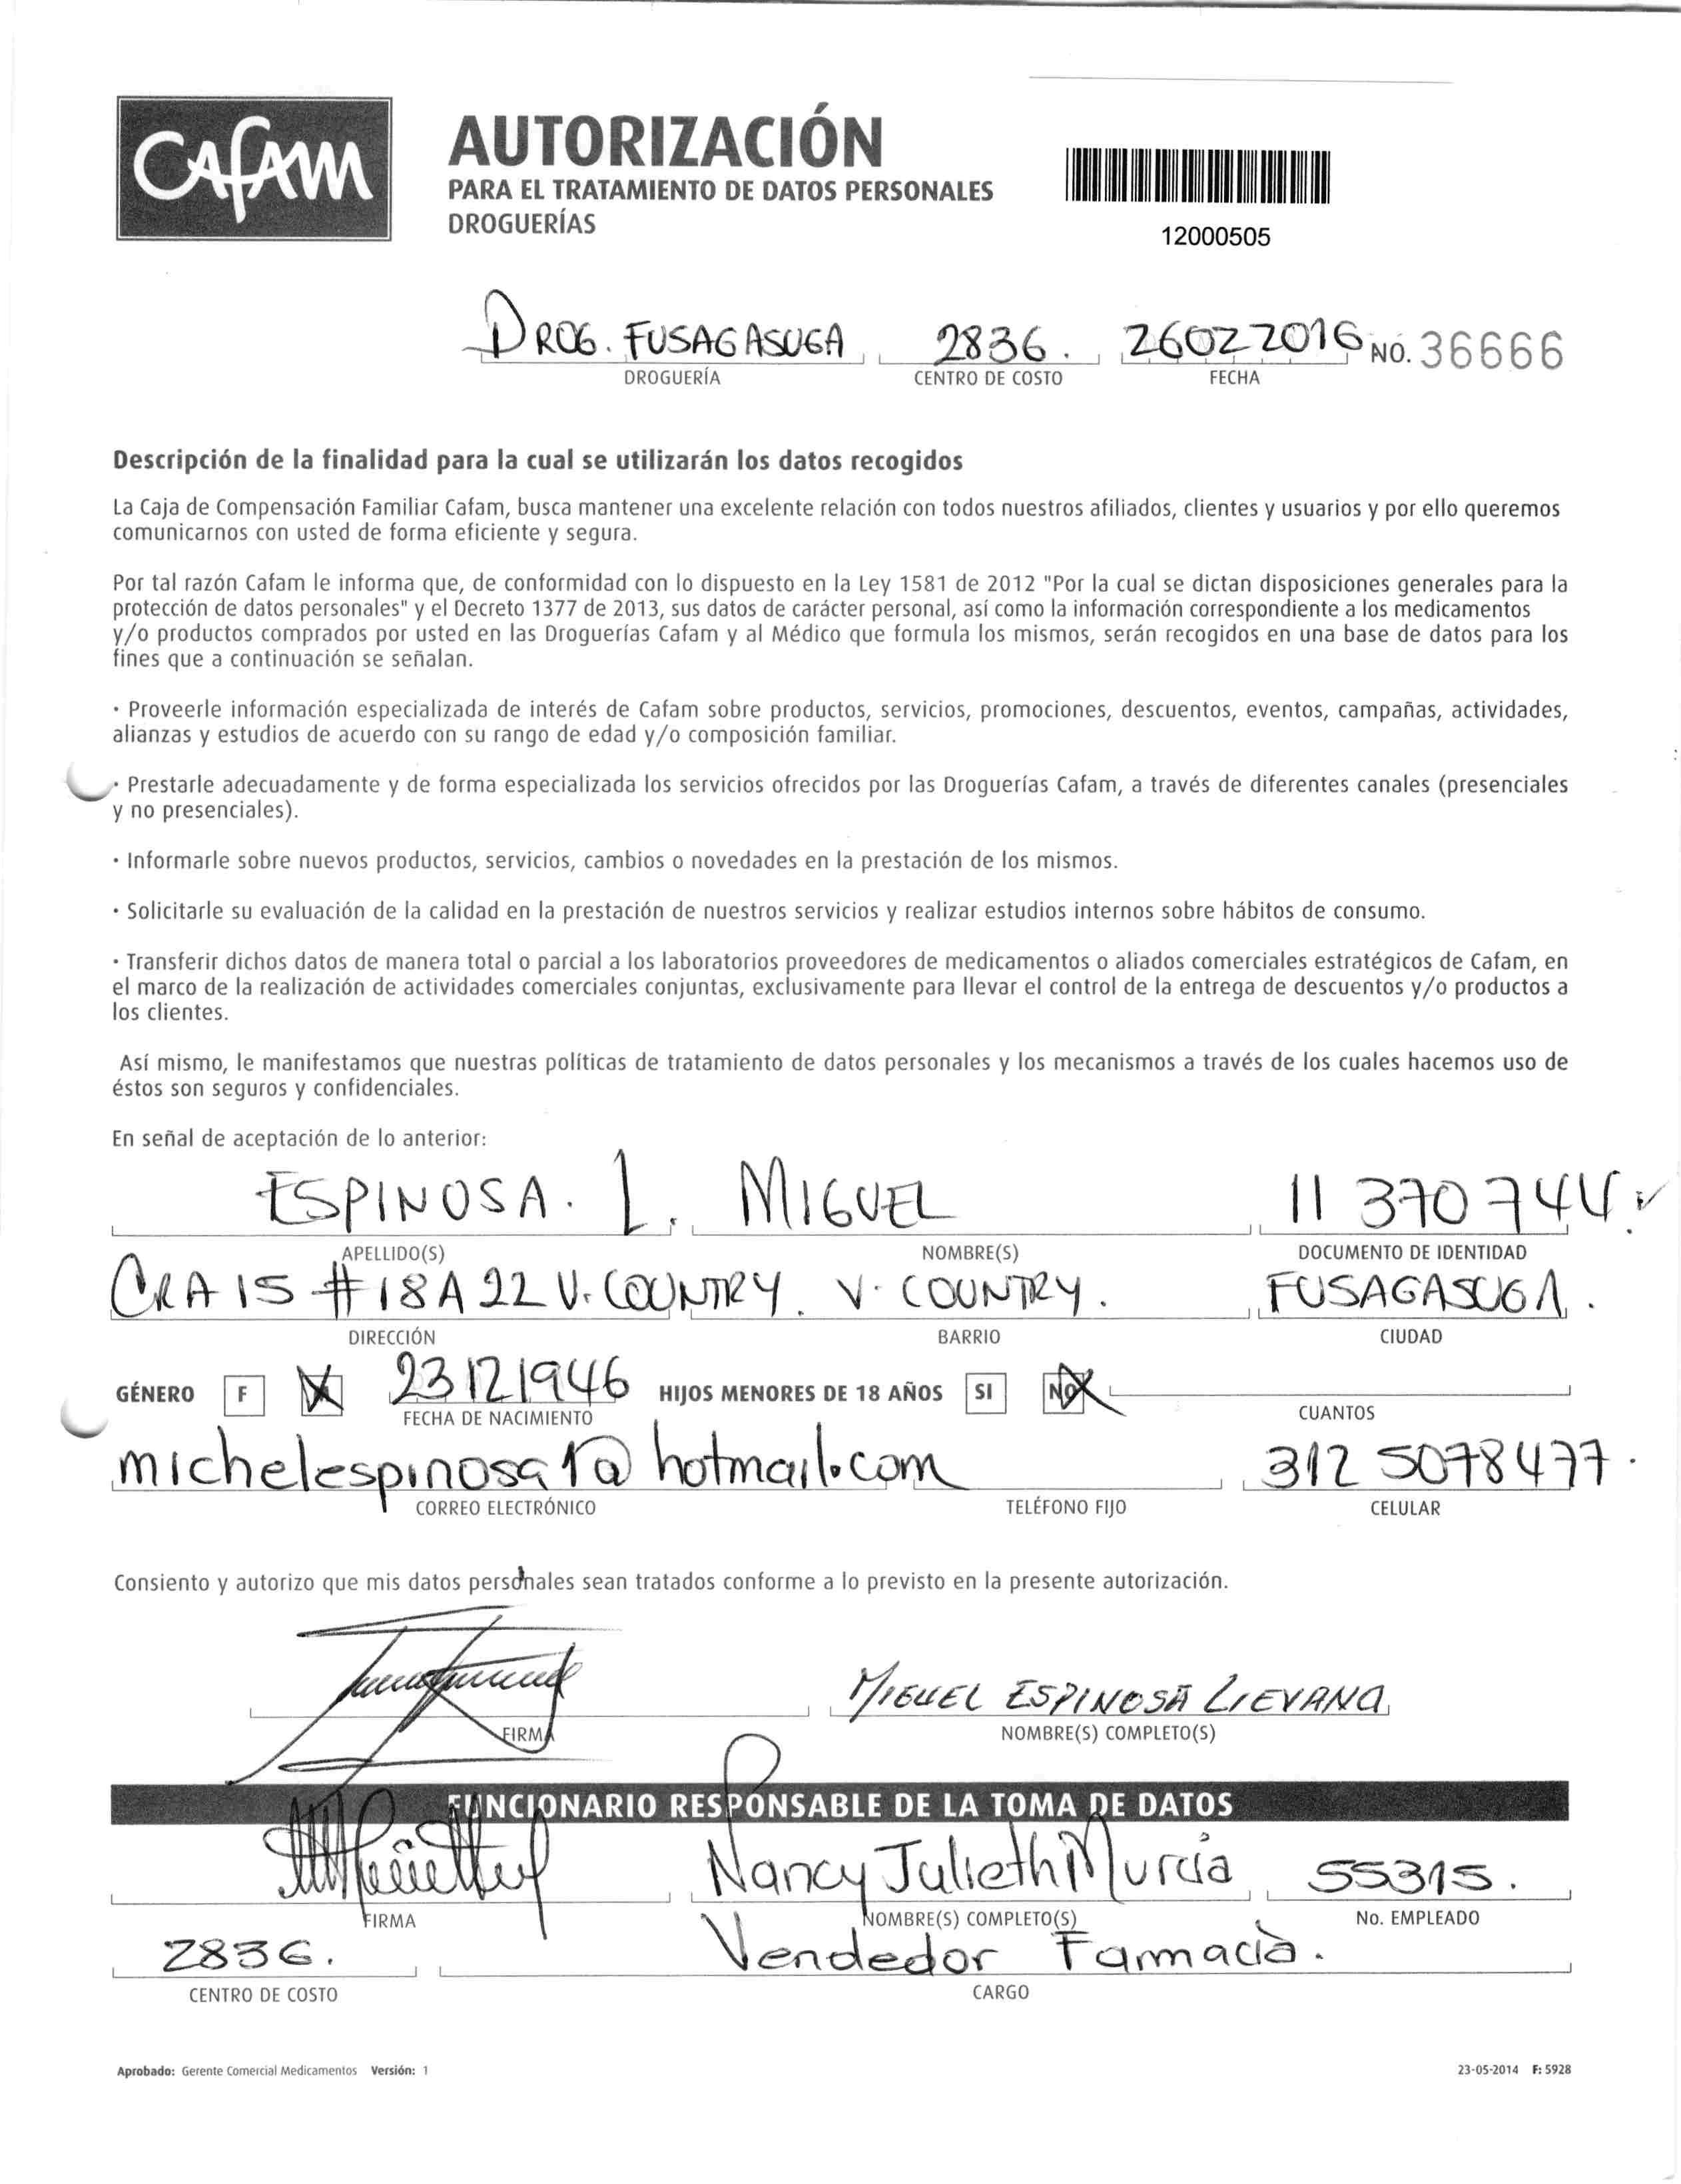 CAFAM
AUTORIZACIÓN
PARA EL TRATAMIENTO DE DATOS PERSONALES
DROGUERÍAS
12000505
DROG. FUSAGASUGA 2836. 26022016 NO. 36666
DROGUERÍA CENTRO DE COSTO FECHA
Descripción de la finalidad para la cual se utilizarán los datos recogidos
La Caja de Compensación Familiar Cafam, busca mantener una excelente relación con todos nuestros afiliados, clientes y usuarios y por ello queremos
comunicarnos con usted de forma eficiente y segura.
Por tal razón Cafam le informa que, de conformidad con lo dispuesto en la Ley 1581 de 2012 "Por la cual se dictan disposiciones generales para la
protección de datos personales" y el Decreto 1377 de 2013, sus datos de carácter personal, así como la información correspondiente a los medicamentos
y/o productos comprados por usted en las Droguerías Cafam y al Médico que formula los mismos, serán recogidos en una base de datos para los
fines que a continuación se señalan.
· Proveerle información especializada de interés de Cafam sobre productos, servicios, promociones, descuentos, eventos, campañas, actividades,
alianzas y estudios de acuerdo con su rango de edad y/o composición familiar.
· Prestarle adecuadamente y de forma especializada los servicios ofrecidos por las Droguerías Cafam, a través de diferentes canales (presenciales
y no presenciales).
· Informarle sobre nuevos productos, servicios, cambios o novedades en la prestación de los mismos.
· Solicitarle su evaluación de la calidad en la prestación de nuestros servicios y realizar estudios internos sobre hábitos de consumo.
· Transferir dichos datos de manera total o parcial a los laboratorios proveedores de medicamentos o aliados comerciales estratégicos de Cafam, en
el marco de la realización de actividades comerciales conjuntas, exclusivamente para llevar el control de la entrega de descuentos y/o productos a
los clientes.
Así mismo, le manifestamos que nuestras políticas de tratamiento de datos personales y los mecanismos a través de los cuales hacemos uso de
éstos son seguros y confidenciales.
En señal de aceptación de lo anterior:
ESPINOSA. L. MIGUEL 11 370 744
APELLIDO(S) NOMBRE(S) DOCUMENTO DE IDENTIDAD
CRA 15 # 18A 22 V. COUNTRY. V. COUNTRY. FUSAGASUGA.
DIRECCIÓN BARRIO CIUDAD
GÉNERO F 23121946 HIJOS MENORES DE 18 AÑOS SI NO
FECHA DE NACIMIENTO CUANTOS
michelespinosa1@hotmail.com 312 5078477.
CORREO ELECTRÓNICO TELÉFONO FIJO CELULAR
Consiento y autorizo que mis datos personales sean tratados conforme a lo previsto en la presente autorización.
MIGUEL ESPINOSA LIEVANO
FIRMA NOMBRE(S) COMPLETO(S)
FUNCIONARIO RESPONSABLE DE LA TOMA DE DATOS
Nancy Julieth Murcia 55315.
FIRMA NOMBRE(S) COMPLETO(S) No. EMPLEADO
2836. Vendedor Farmacia.
CENTRO DE COSTO CARGO
Aprobado: Gerente Comercial Medicamentos Versión: 1 23-05-2014 F: 5928